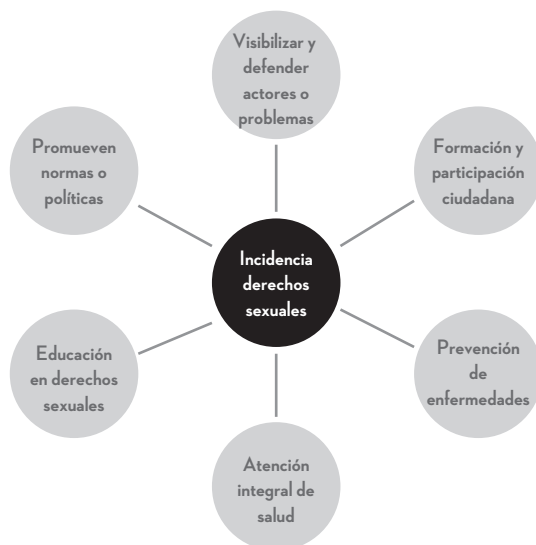 Visibilizar y
defender
actores o
problemas
Promueven
normas o
políticas
Formación y
participación
ciudadana
Incidencia
derechos
sexuales
Educación
en derechos
sexuales
Prevención
de
enfermedades
Atención
integral de
salud